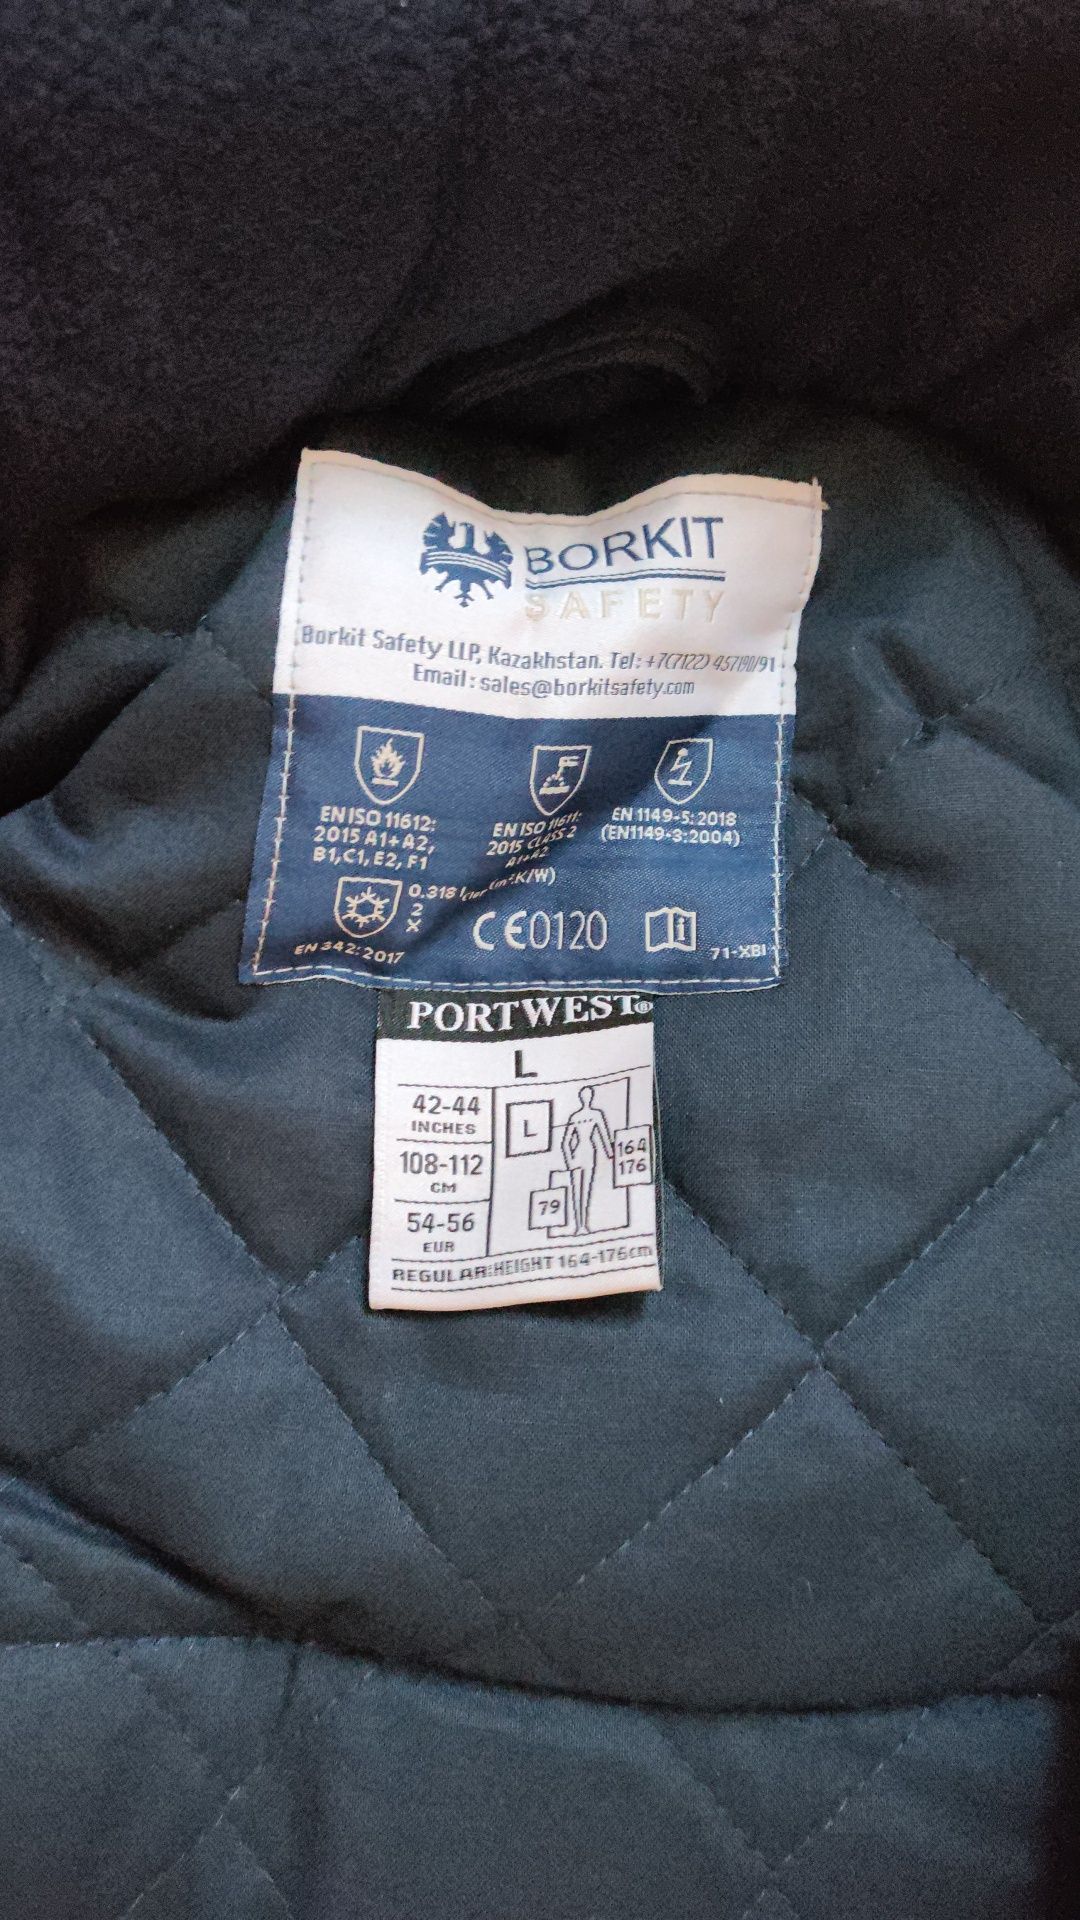 BORKIT
SAFETY
Borkit Safety LLP, Kazakhstan. Tel: +7(7122) 457190/91
Email: sales@borkitsafety.com
EN ISO 11612:
2015 A1+A2,
B1,C1,E2,F1
EN ISO 11611:
2015 CLASS 2
A1+A2
EN 1149-5:2018
(EN1149-3:2004)
0.318 Icler (m².K/W)
2
X
EN 342:2017
CE0120
i
71-XBI
PORTWEST®
L
42-44
INCHES
108-112
CM
54-56
EUR
L
164
176
79
REGULAR:HEIGHT 164-176cm